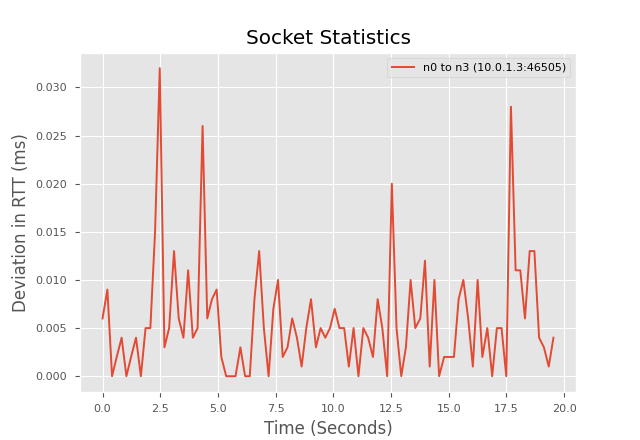 Socket Statistics
n0 to n3 (10.0.1.3:46505)
Deviation in RTT (ms)
0.030
0.025
0.020
0.015
0.010
0.005
0.000
0.0 2.5 5.0 7.5 10.0 12.5 15.0 17.5 20.0
Time (Seconds)